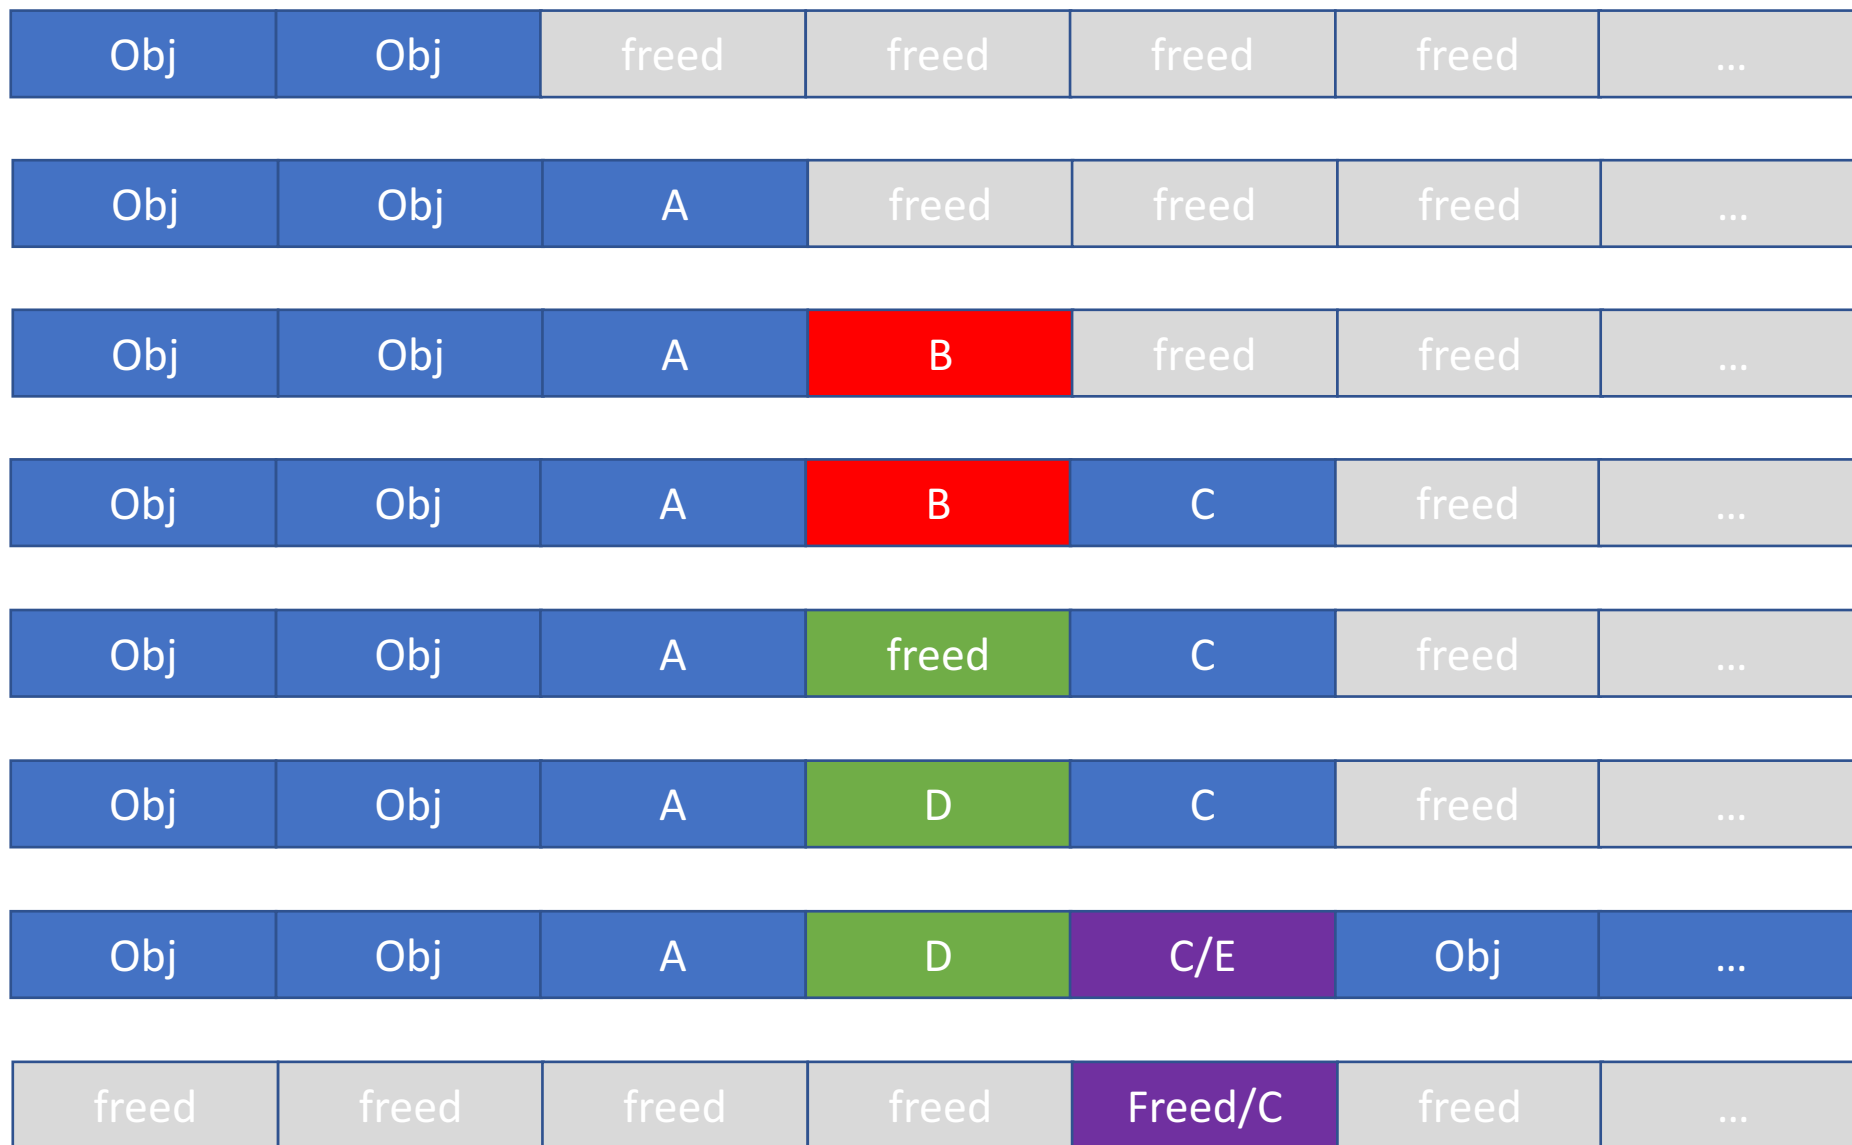 Obj Obj freed freed freed freed ...
Obj Obj A freed freed freed ...
Obj Obj A B freed freed ...
Obj Obj A B C freed ...
Obj Obj A freed C freed ...
Obj Obj A D C freed ...
Obj Obj A D C/E Obj ...
freed freed freed freed Freed/C freed ...